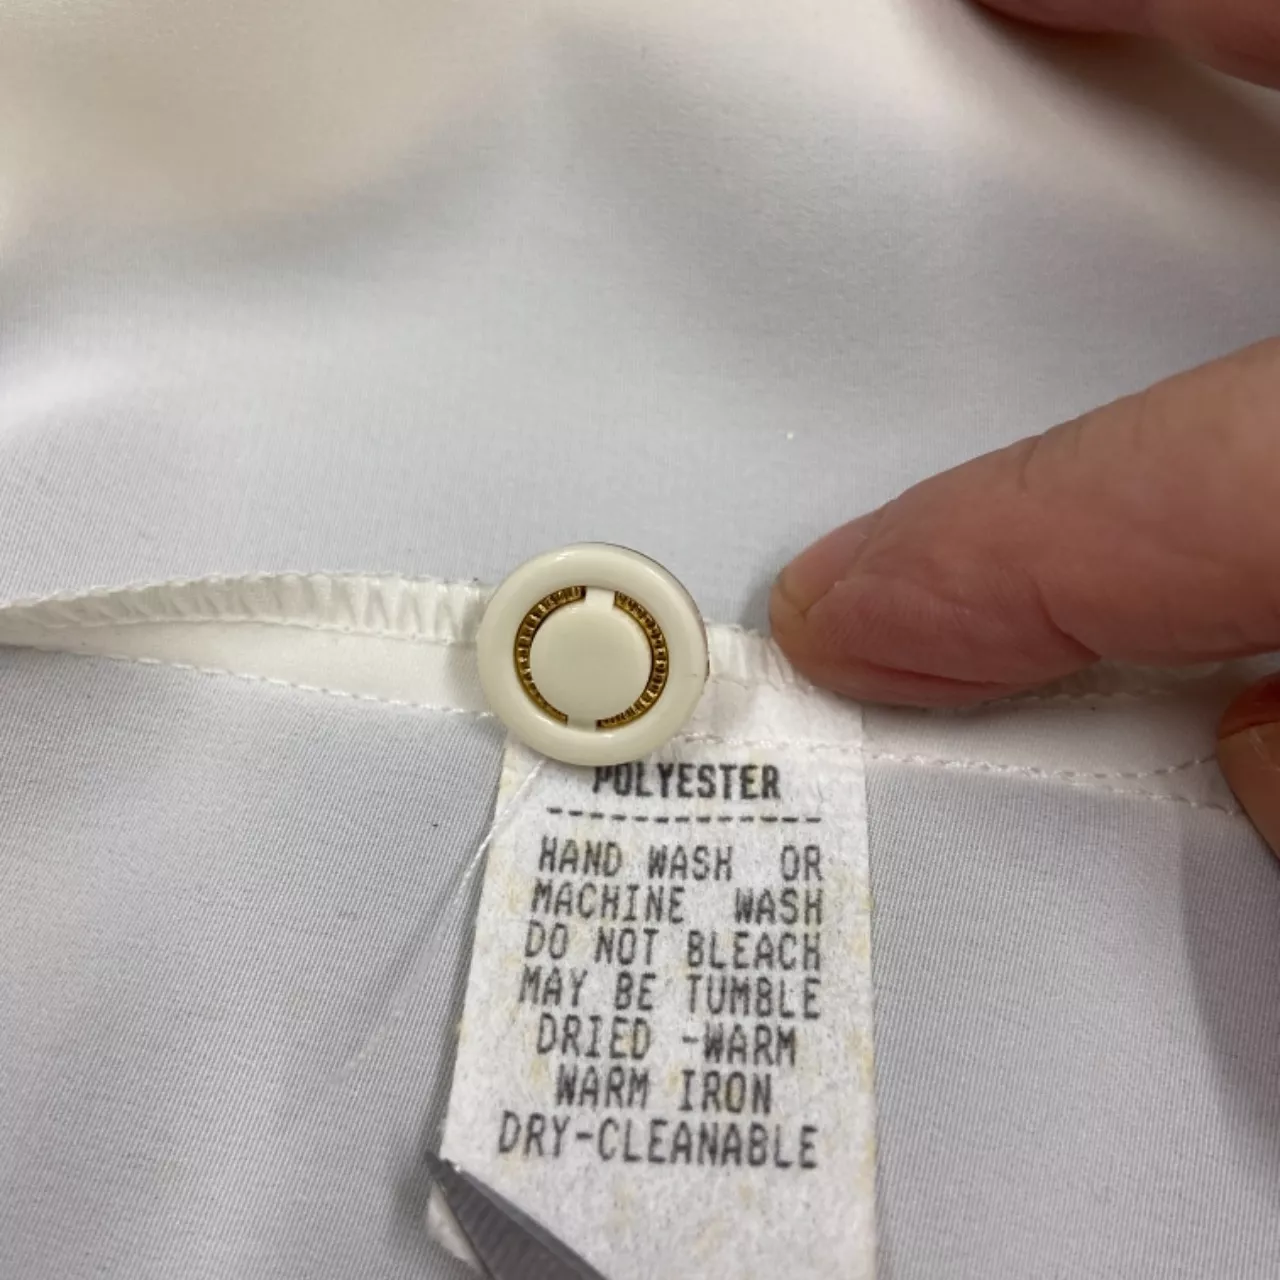 POLYESTER
------------
HAND WASH OR
MACHINE WASH
DO NOT BLEACH
MAY BE TUMBLE
DRIED -WARM
WARM IRON
DRY-CLEANABLE